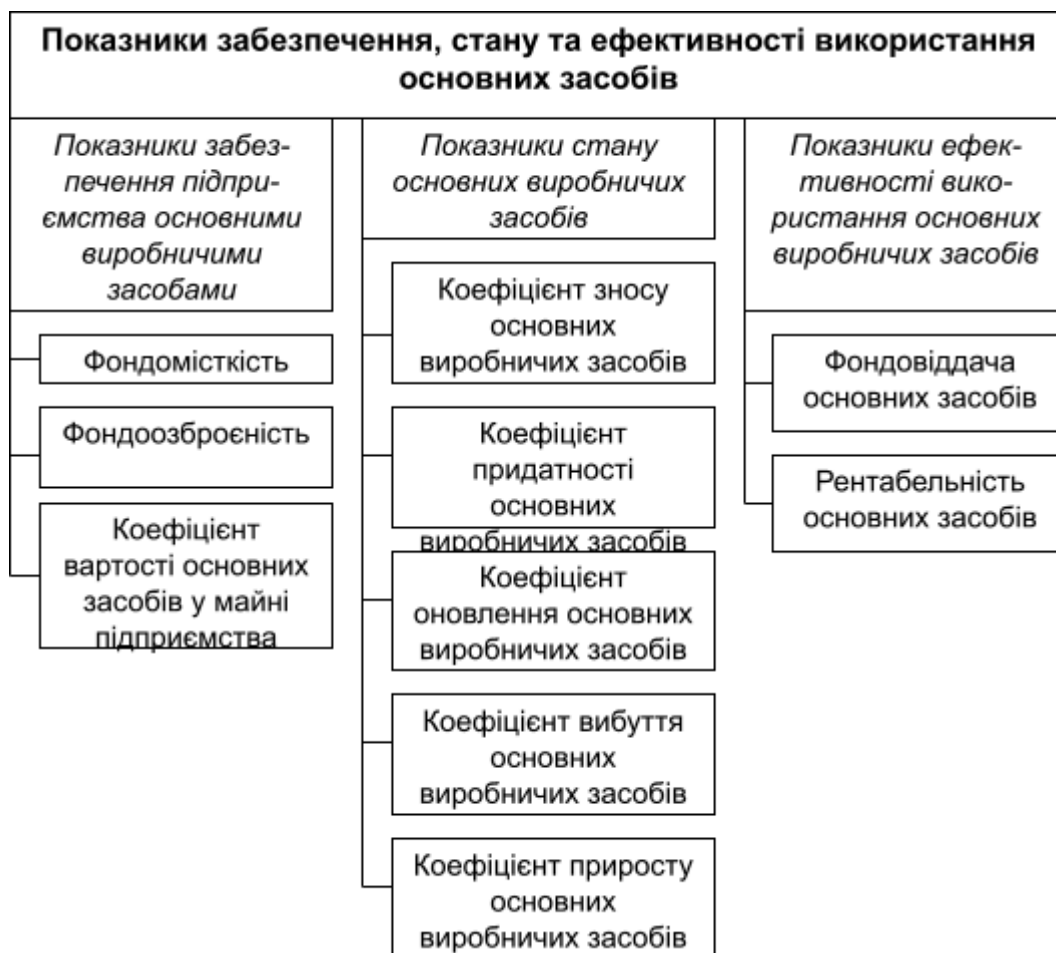 Показники забезпечення, стану та ефективності використання
основних засобів
Показники забез-
печення підпри-
ємства основними
виробничими
засобами
Фондомісткість
Фондоозброєність
Коефіцієнт
вартості основних
засобів у майні
підприємства
Показники стану
основних виробничих
засобів
Коефіцієнт зносу
основних
виробничих засобів
Коефіцієнт
придатності
основних
виробничих засобів
Коефіцієнт
оновлення основних
виробничих засобів
Коефіцієнт вибуття
основних
виробничих засобів
Коефіцієнт приросту
основних
виробничих засобів
Показники ефек-
тивності вико-
ристання основних
виробничих засобів
Фондовіддача
основних засобів
Рентабельність
основних засобів